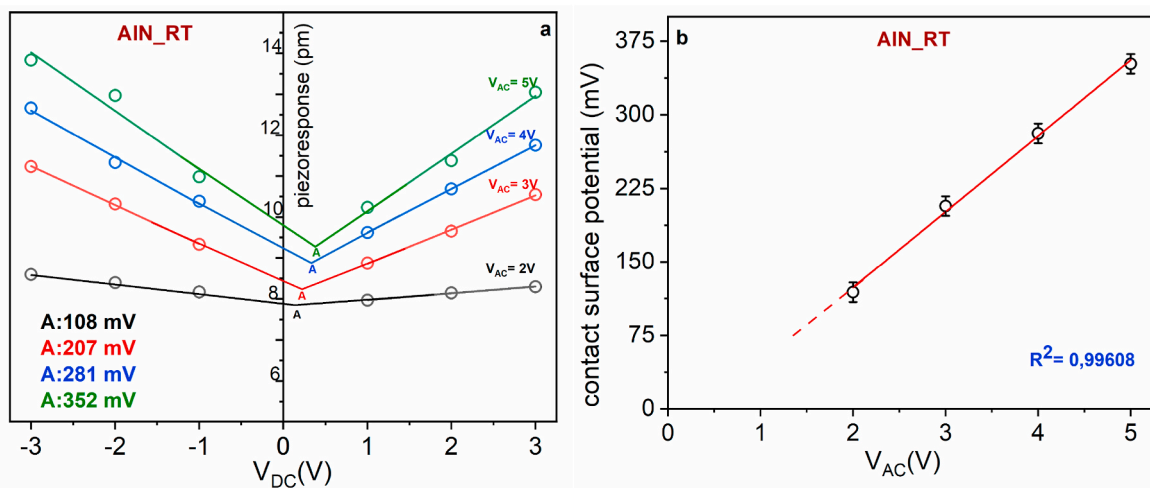 AlN_RT
a
piezoresponse (pm)
14
12
10
8
6
V_AC= 5V
V_AC= 4V
V_AC= 3V
V_AC= 2V
A
A
A
A
A:108 mV
A:207 mV
A:281 mV
A:352 mV
-3 -2 -1 0 1 2 3
V_DC(V)
b
AlN_RT
contact surface potential (mV)
375
300
225
150
75
0
R²= 0,99608
0 1 2 3 4 5
V_AC(V)